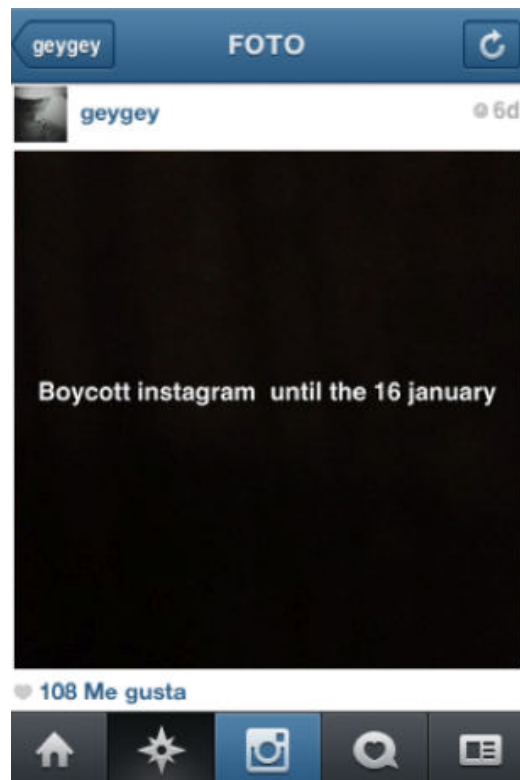 geygey
FOTO
geygey
6d
Boycott instagram until the 16 january
108 Me gusta